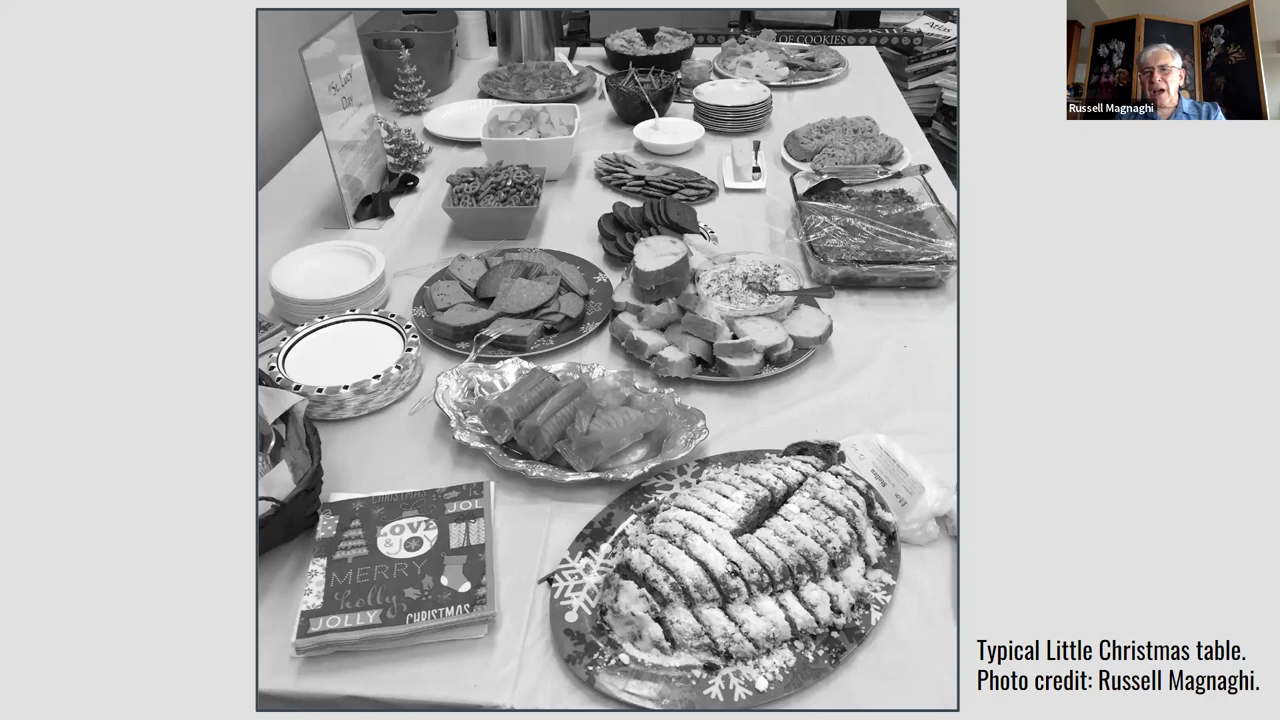 OF COOKIES
Atlas
Russell Magnaghi
St. Lucy
Day
CHRISTMAS
JOL
LOVE
& JOY
MERRY
holly
JOLLY
CHRISTMAS
Stollen
Typical Little Christmas table.
Photo credit: Russell Magnaghi.